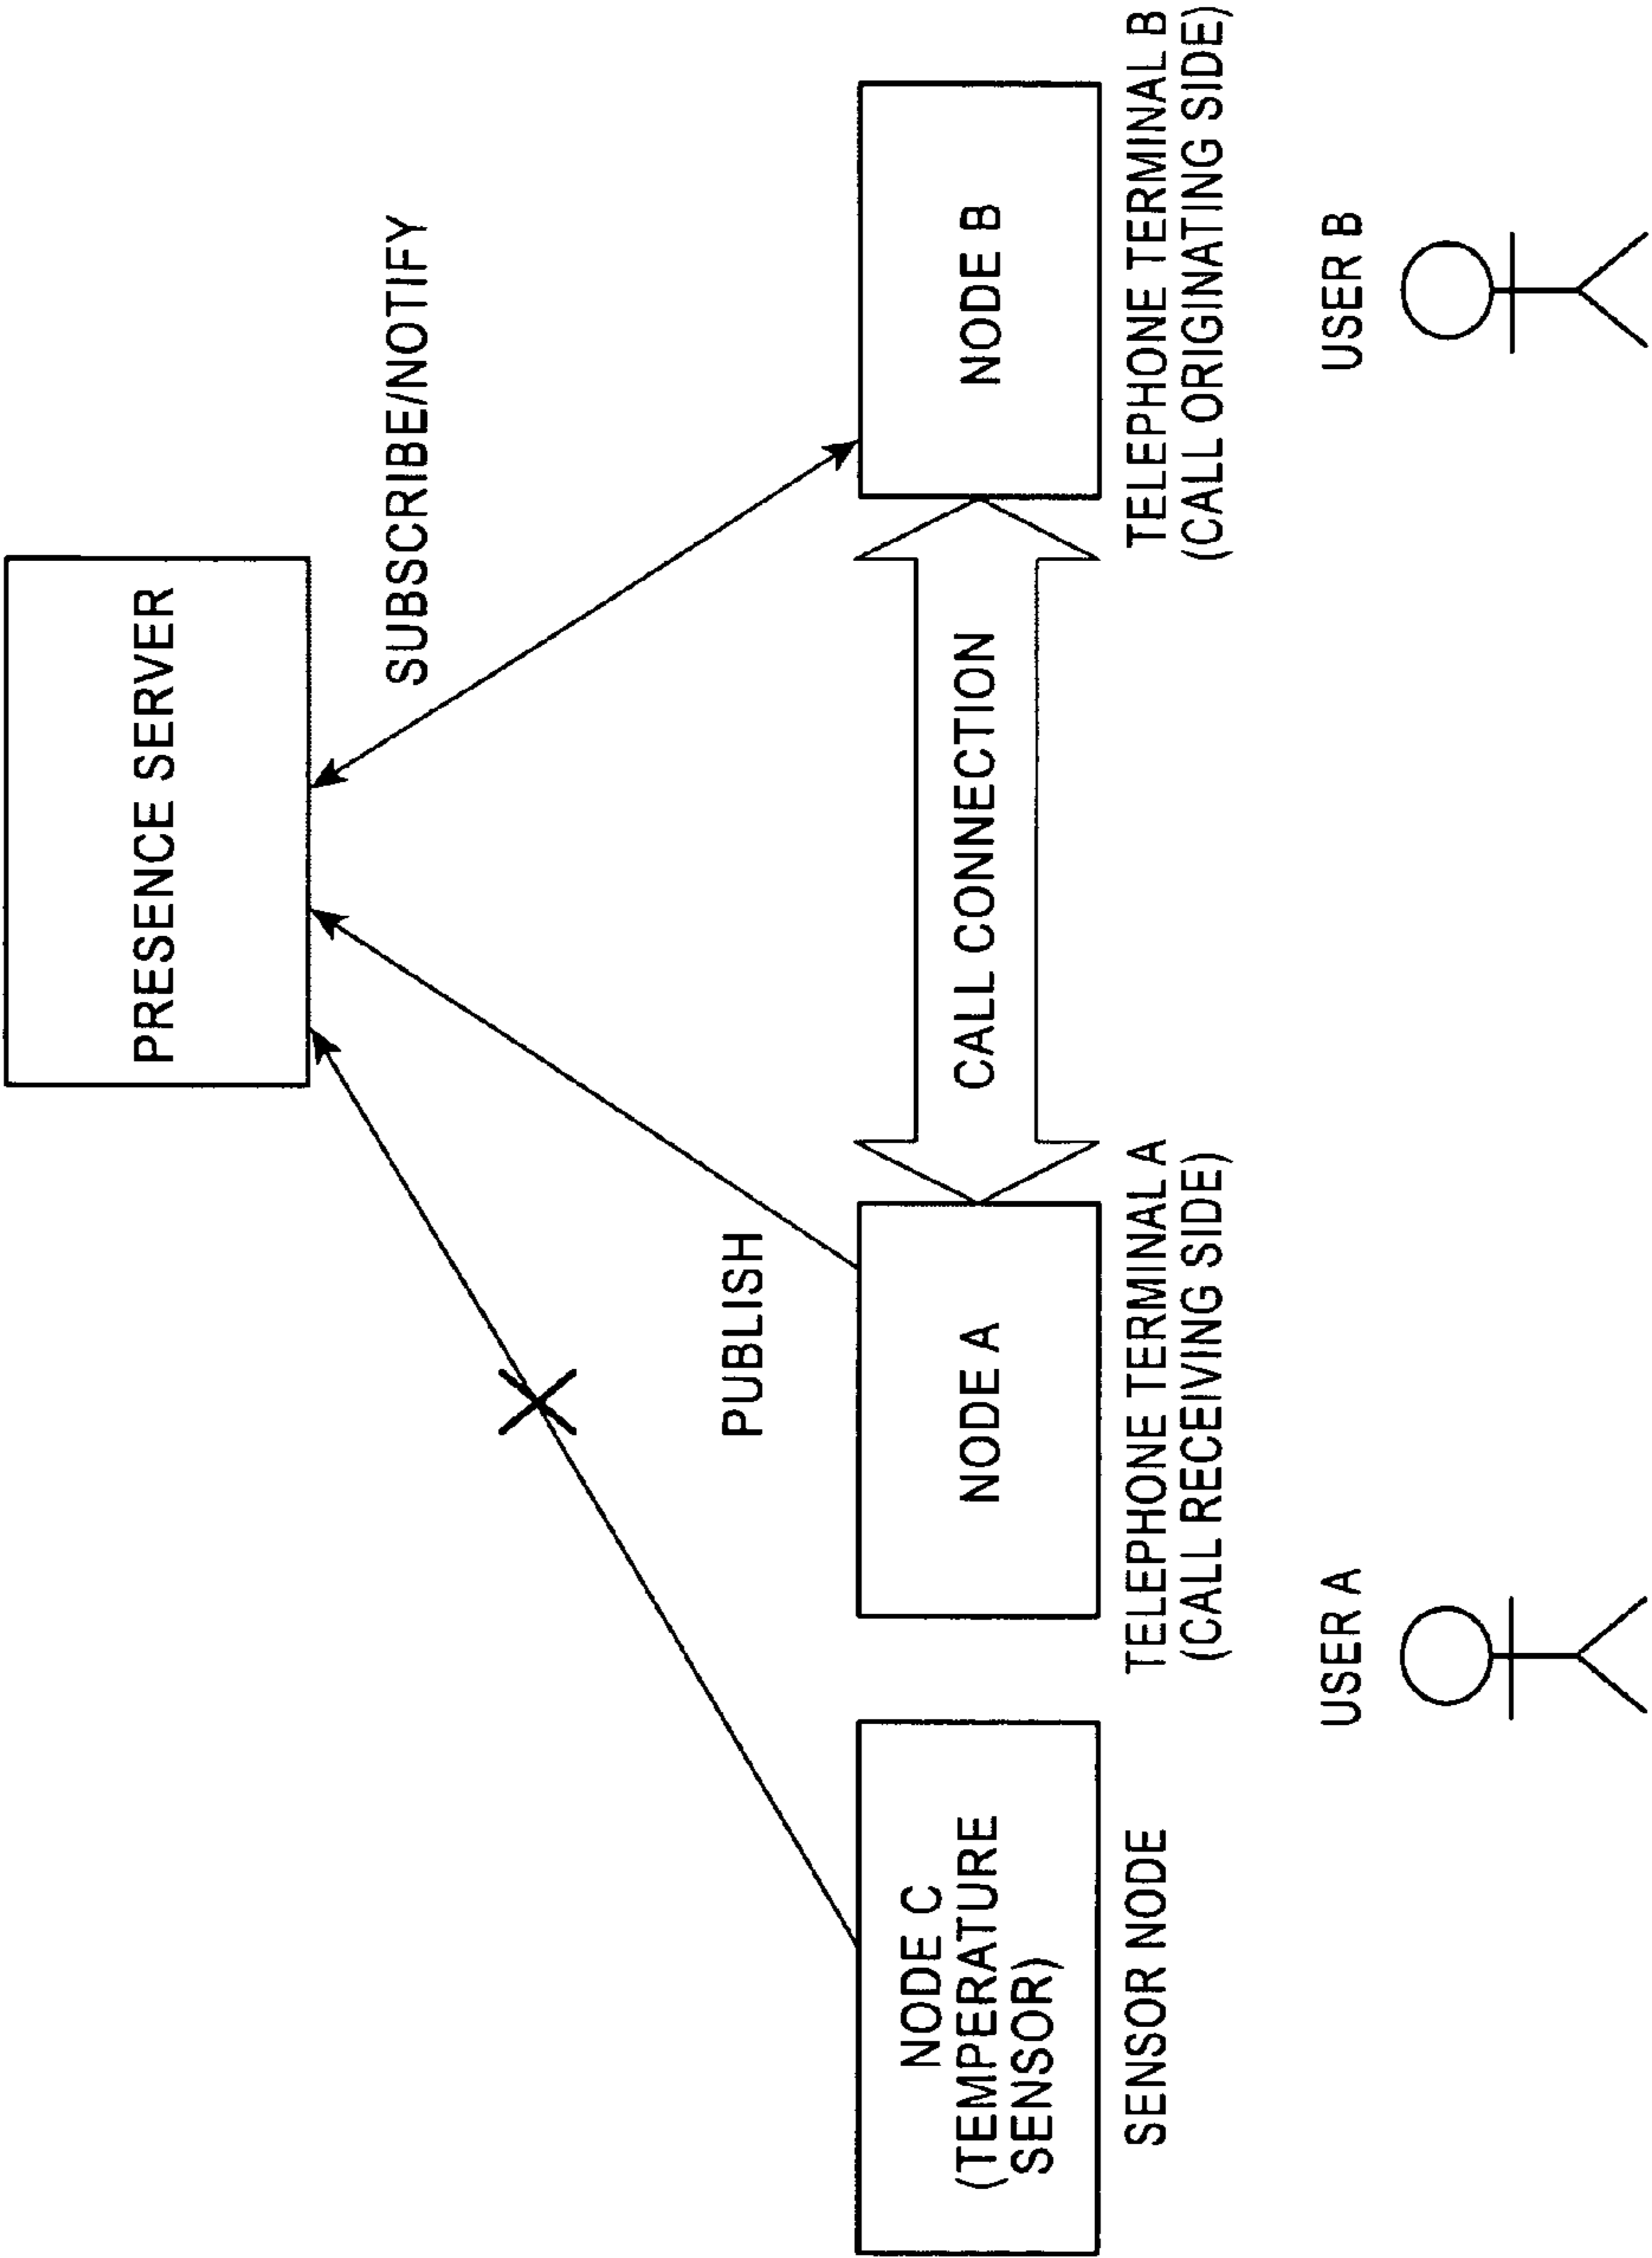 PRESENCE SERVER
SUBSCRIBE/NOTIFY
PUBLISH
NODE C
(TEMPERATURE
SENSOR)
NODE A
CALL CONNECTION
NODE B
SENSOR NODE
TELEPHONE TERMINAL A
(CALL RECEIVING SIDE)
TELEPHONE TERMINAL B
(CALL ORIGINATING SIDE)
USER A
USER B